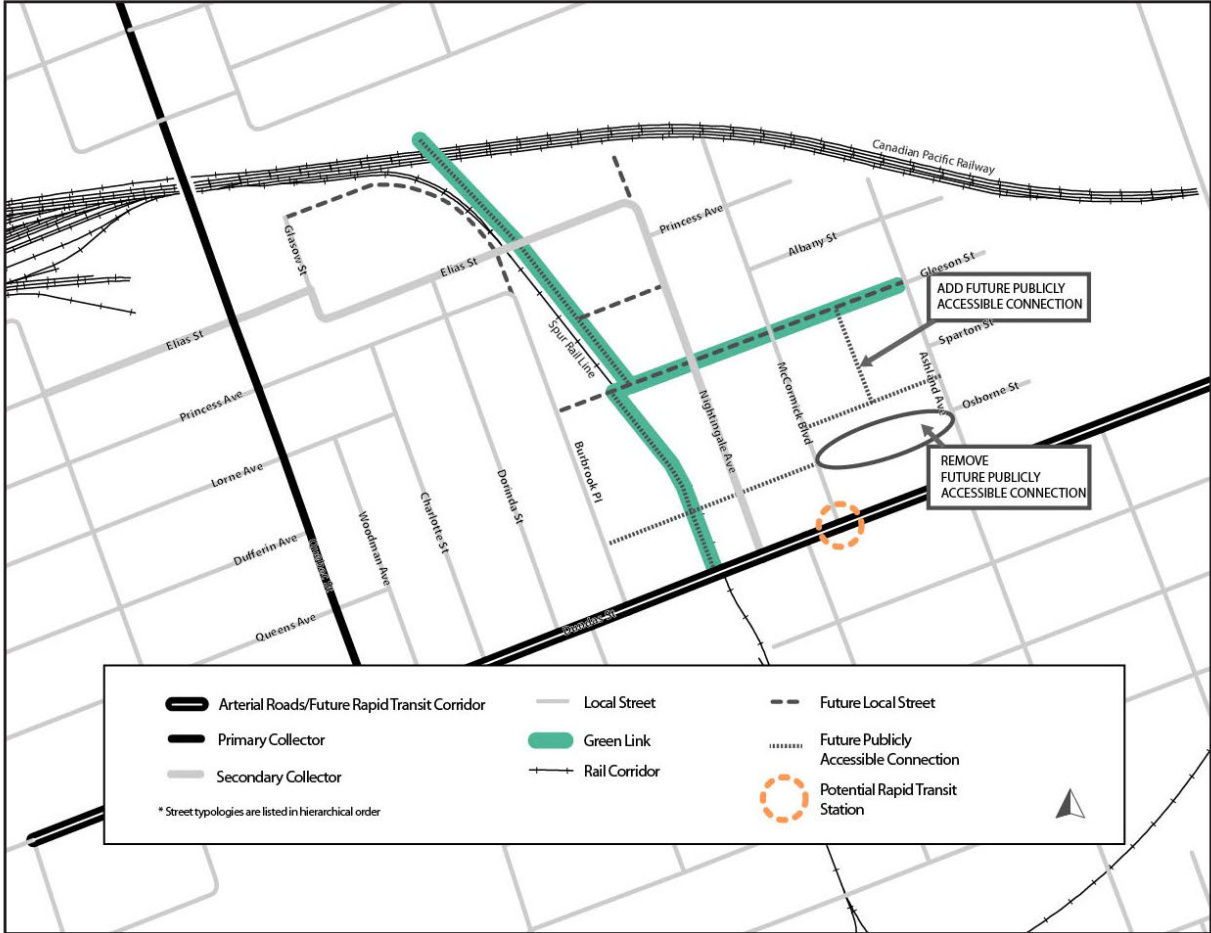 Canadian Pacific Railway
Princess Ave
Glasow St
Albany St
Elias St
Gleeson St
ADD FUTURE PUBLICLY
ACCESSIBLE CONNECTION
Elias St
Spur Rail Line
Sparton St
Ashland Ave
McCormick Blvd
Osborne St
Princess Ave
Nightingale Ave
Burbrook Pl
REMOVE
FUTURE PUBLICLY
ACCESSIBLE CONNECTION
Lorne Ave
Dorinda St
Charlotte St
Woodman Ave
Dufferin Ave
Queens Ave
Dundas St
Arterial Roads/Future Rapid Transit Corridor
Primary Collector
Secondary Collector
* Street typologies are listed in hierarchical order
Local Street
Green Link
Rail Corridor
Future Local Street
Future Publicly
Accessible Connection
Potential Rapid Transit
Station